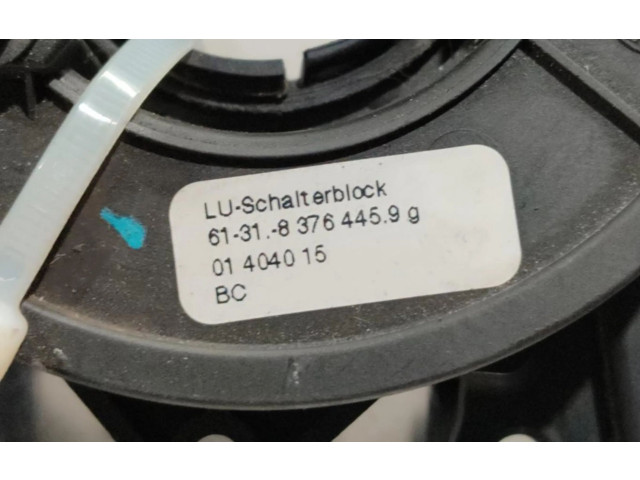 LU-Schalterblock
61-31.-8 376 445.9 g
01 4040 15
BC